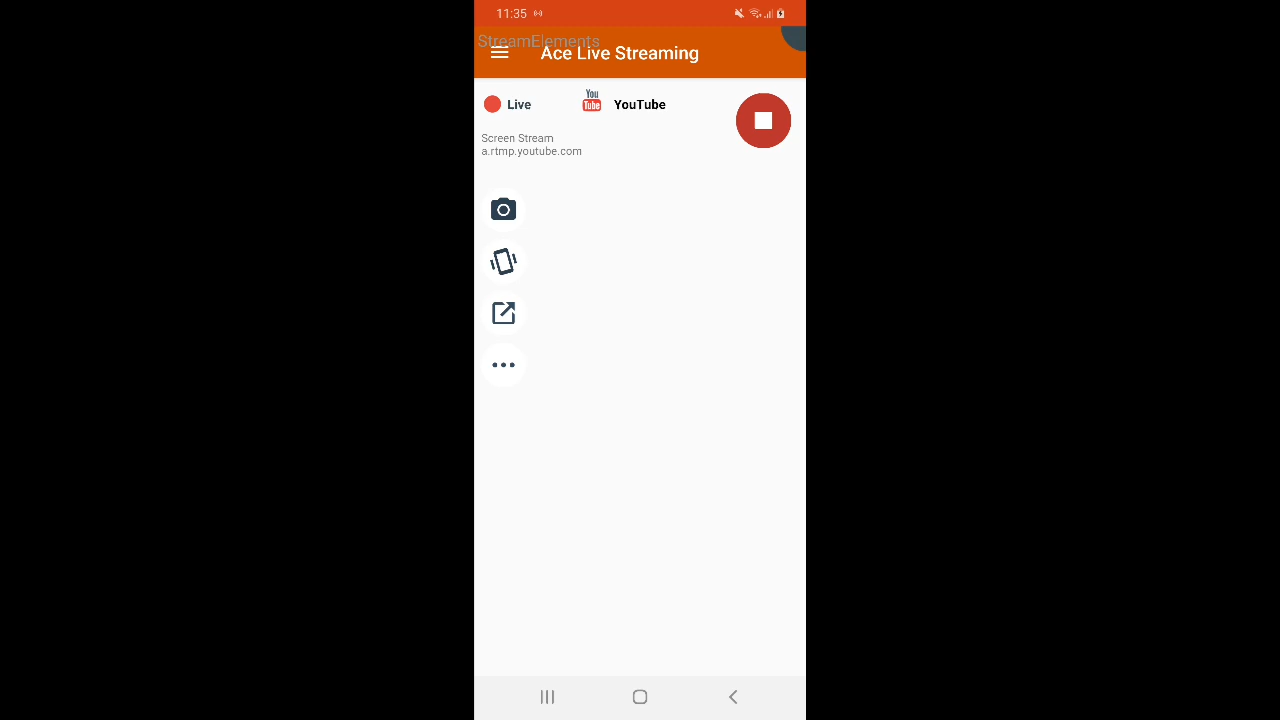 11:35
StreamElements
Ace Live Streaming
Live
You
Tube
YouTube
Screen Stream
a.rtmp.youtube.com